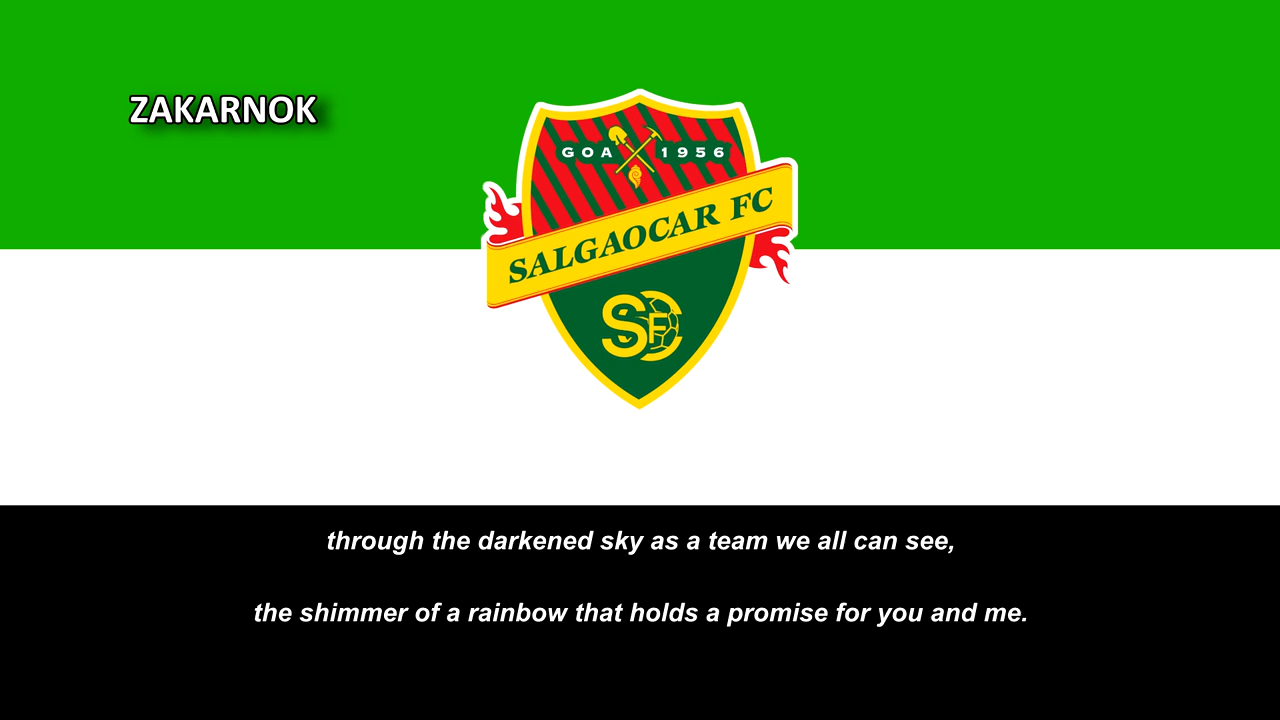 ZAKARNOK
GOA 1956
SALGAOCAR FC
SFC
through the darkened sky as a team we all can see,
the shimmer of a rainbow that holds a promise for you and me.